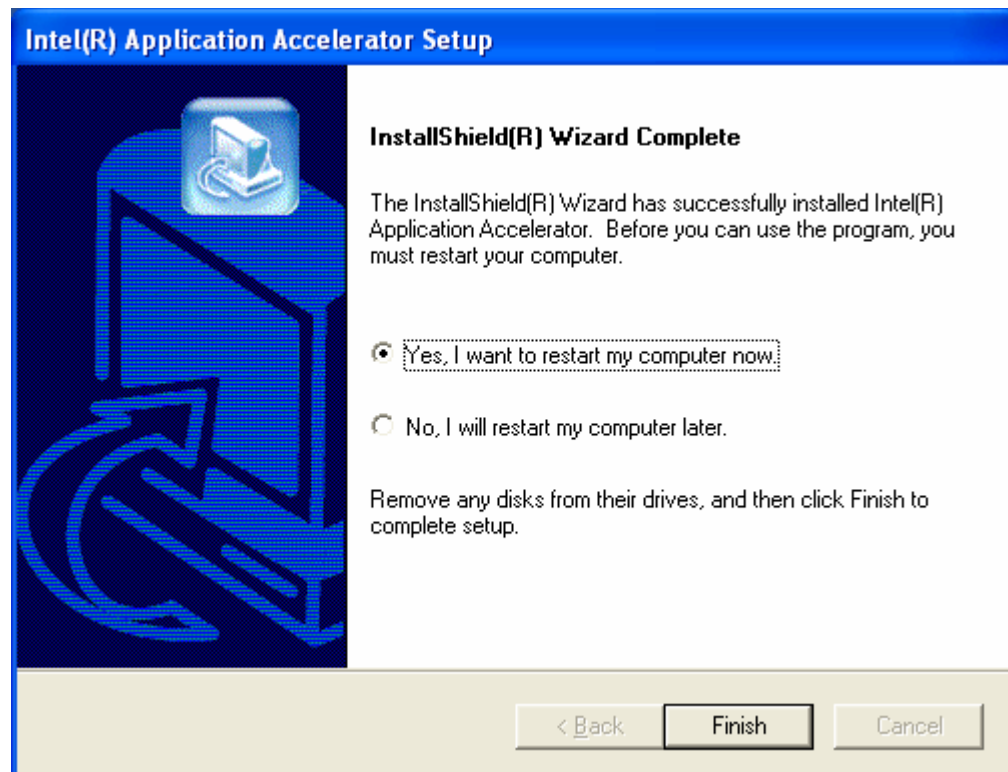 Intel(R) Application Accelerator Setup
InstallShield(R) Wizard Complete
The InstallShield(R) Wizard has successfully installed Intel(R)
Application Accelerator.  Before you can use the program, you
must restart your computer.
Yes, I want to restart my computer now.
No, I will restart my computer later.
Remove any disks from their drives, and then click Finish to
complete setup.
< Back Finish Cancel